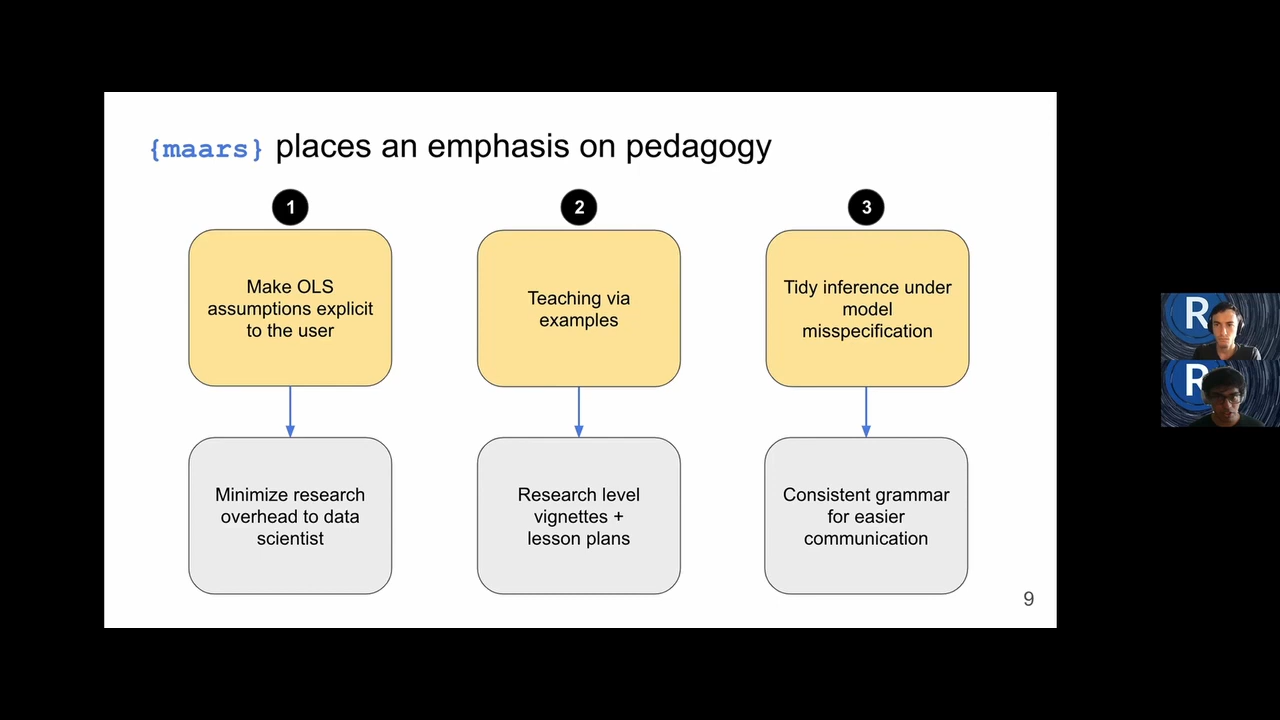 {maars} places an emphasis on pedagogy
1
2
3
Make OLS
assumptions explicit
to the user
Teaching via
examples
Tidy inference under
model
misspecification
Minimize research
overhead to data
scientist
Research level
vignettes +
lesson plans
Consistent grammar
for easier
communication
9
R
R